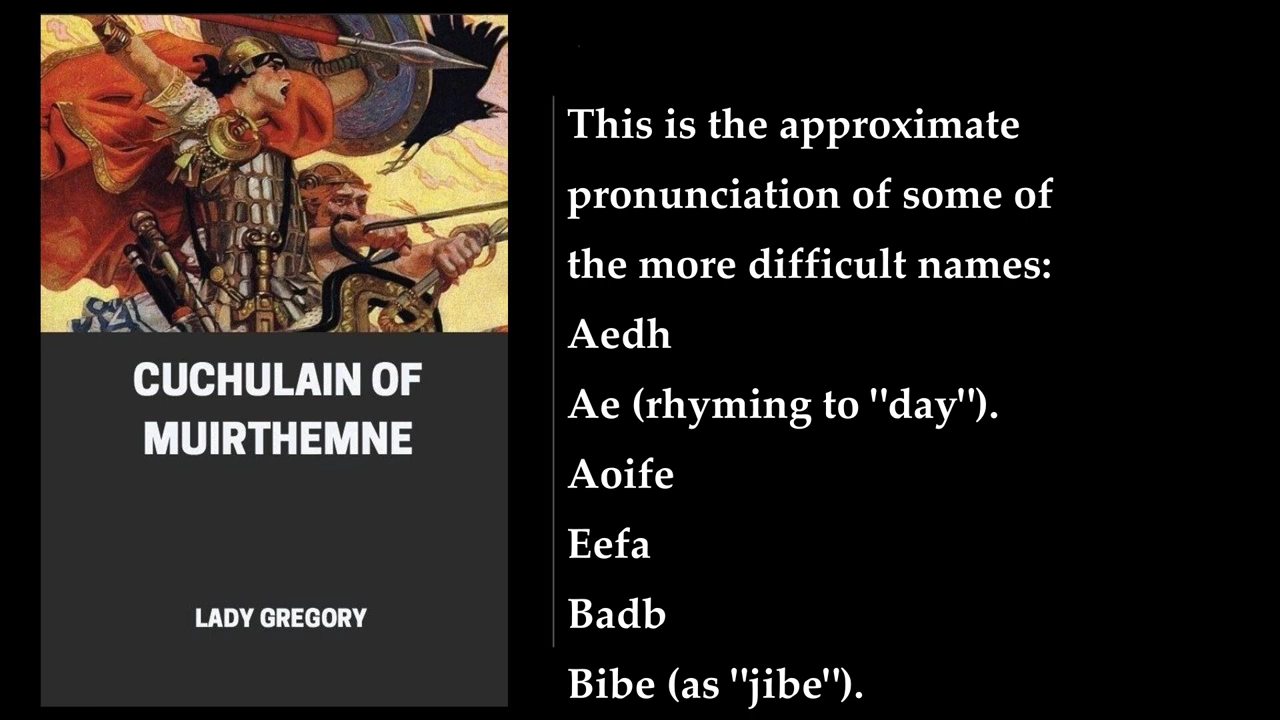 CUCHULAIN OF
MUIRTHEMNE
LADY GREGORY
This is the approximate
pronunciation of some of
the more difficult names:
Aedh
Ae (rhyming to "day").
Aoife
Eefa
Badb
Bibe (as "jibe").